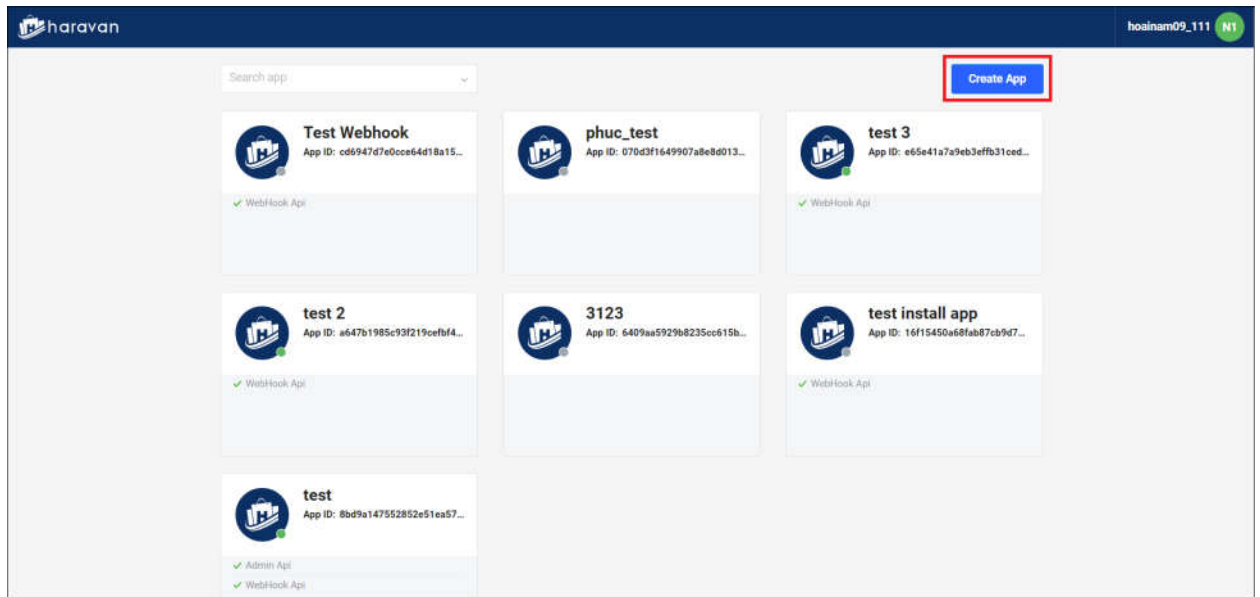 haravan
hoainam09_111 N1
Search app
Create App
Test Webhook
App ID: cd6947d7e0cce64d18a15...
WebHook Api
phuc_test
App ID: 070d3f1649907a8e8d013...
test 3
App ID: e65e41a7a9eb3effb31ced...
WebHook Api
test 2
App ID: a647b1985c93f219cefbf4...
WebHook Api
3123
App ID: 6409aa5929b8235cc615b...
test install app
App ID: 16f15450a68fab87cb9d7...
WebHook Api
test
App ID: 8bd9a147552852e51ea57...
Admin Api
WebHook Api